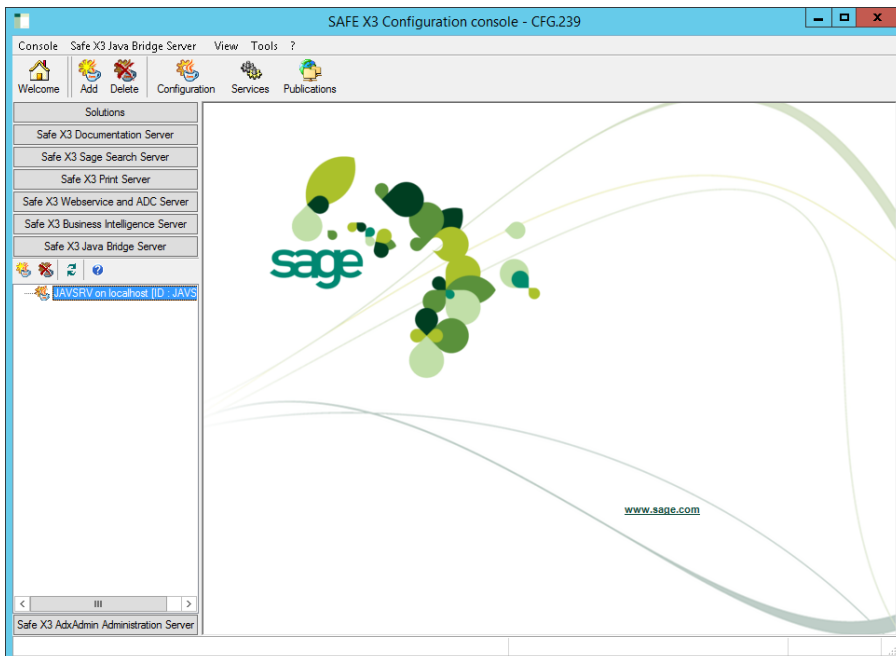 SAFE X3 Configuration console - CFG.239
Console Safe X3 Java Bridge Server View Tools ?
Welcome Add Delete Configuration Services Publications
Solutions
Safe X3 Documentation Server
Safe X3 Sage Search Server
Safe X3 Print Server
Safe X3 Webservice and ADC Server
Safe X3 Business Intelligence Server
Safe X3 Java Bridge Server
JAVSRV on localhost [ID : JAVS
sage
www.sage.com
Safe X3 AdxAdmin Administration Server